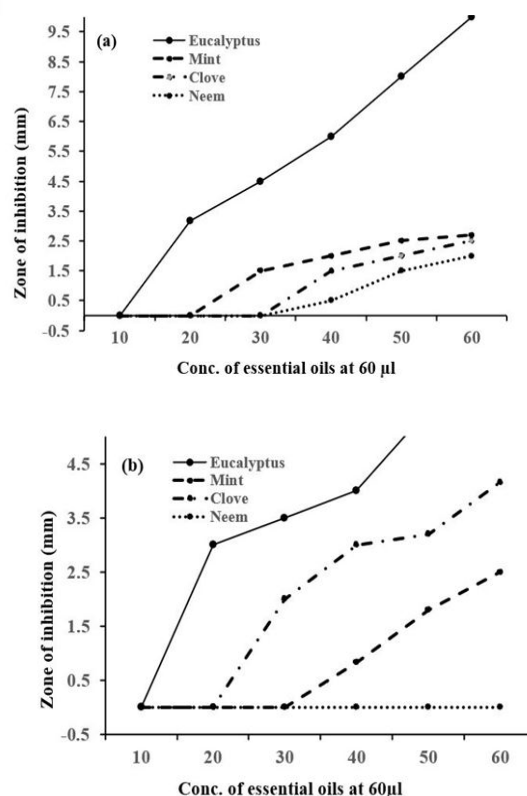 (a)
Eucalyptus
Mint
Clove
Neem
Zone of inhibition (mm)
9.5
8.5
7.5
6.5
5.5
4.5
3.5
2.5
1.5
0.5
-0.5
10 20 30 40 50 60
Conc. of essential oils at 60 µl
(b)
Eucalyptus
Mint
Clove
Neem
Zone of inhibition (mm)
4.5
3.5
2.5
1.5
0.5
-0.5
10 20 30 40 50 60
Conc. of essential oils at 60µl